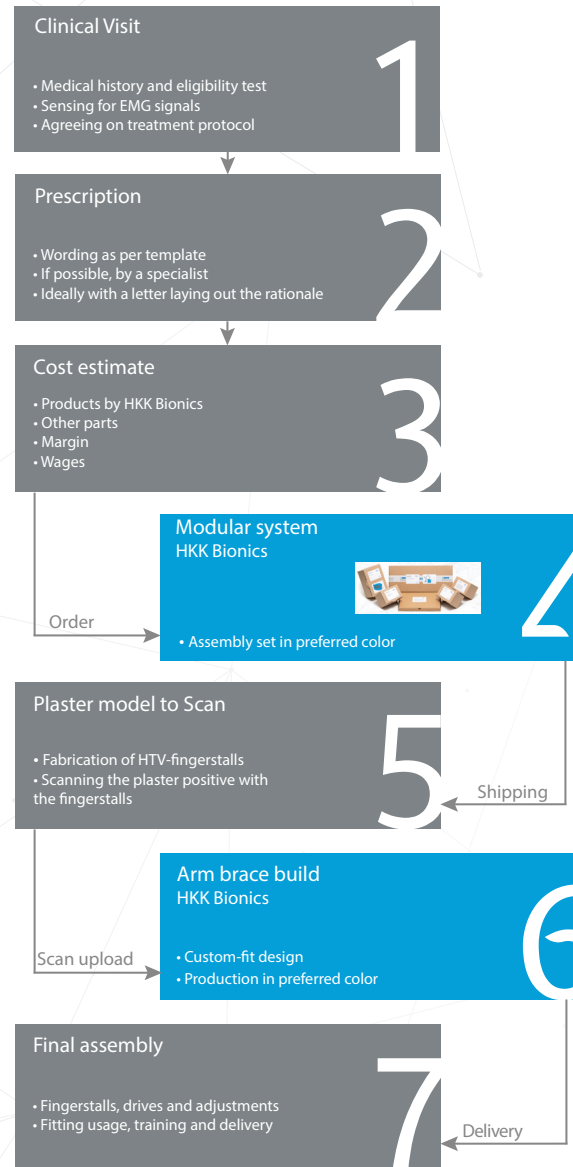 Clinical Visit
1
• Medical history and eligibility test
• Sensing for EMG signals
• Agreeing on treatment protocol
Prescription
2
• Wording as per template
• If possible, by a specialist
• Ideally with a letter laying out the rationale
Cost estimate
3
• Products by HKK Bionics
• Other parts
• Margin
• Wages
Order
Modular system
HKK Bionics
4
• Assembly set in preferred color
Shipping
Plaster model to Scan
5
• Fabrication of HTV-fingerstalls
• Scanning the plaster positive with
the fingerstalls
Scan upload
Arm brace build
HKK Bionics
6
• Custom-fit design
• Production in preferred color
Delivery
Final assembly
7
• Fingerstalls, drives and adjustments
• Fitting usage, training and delivery